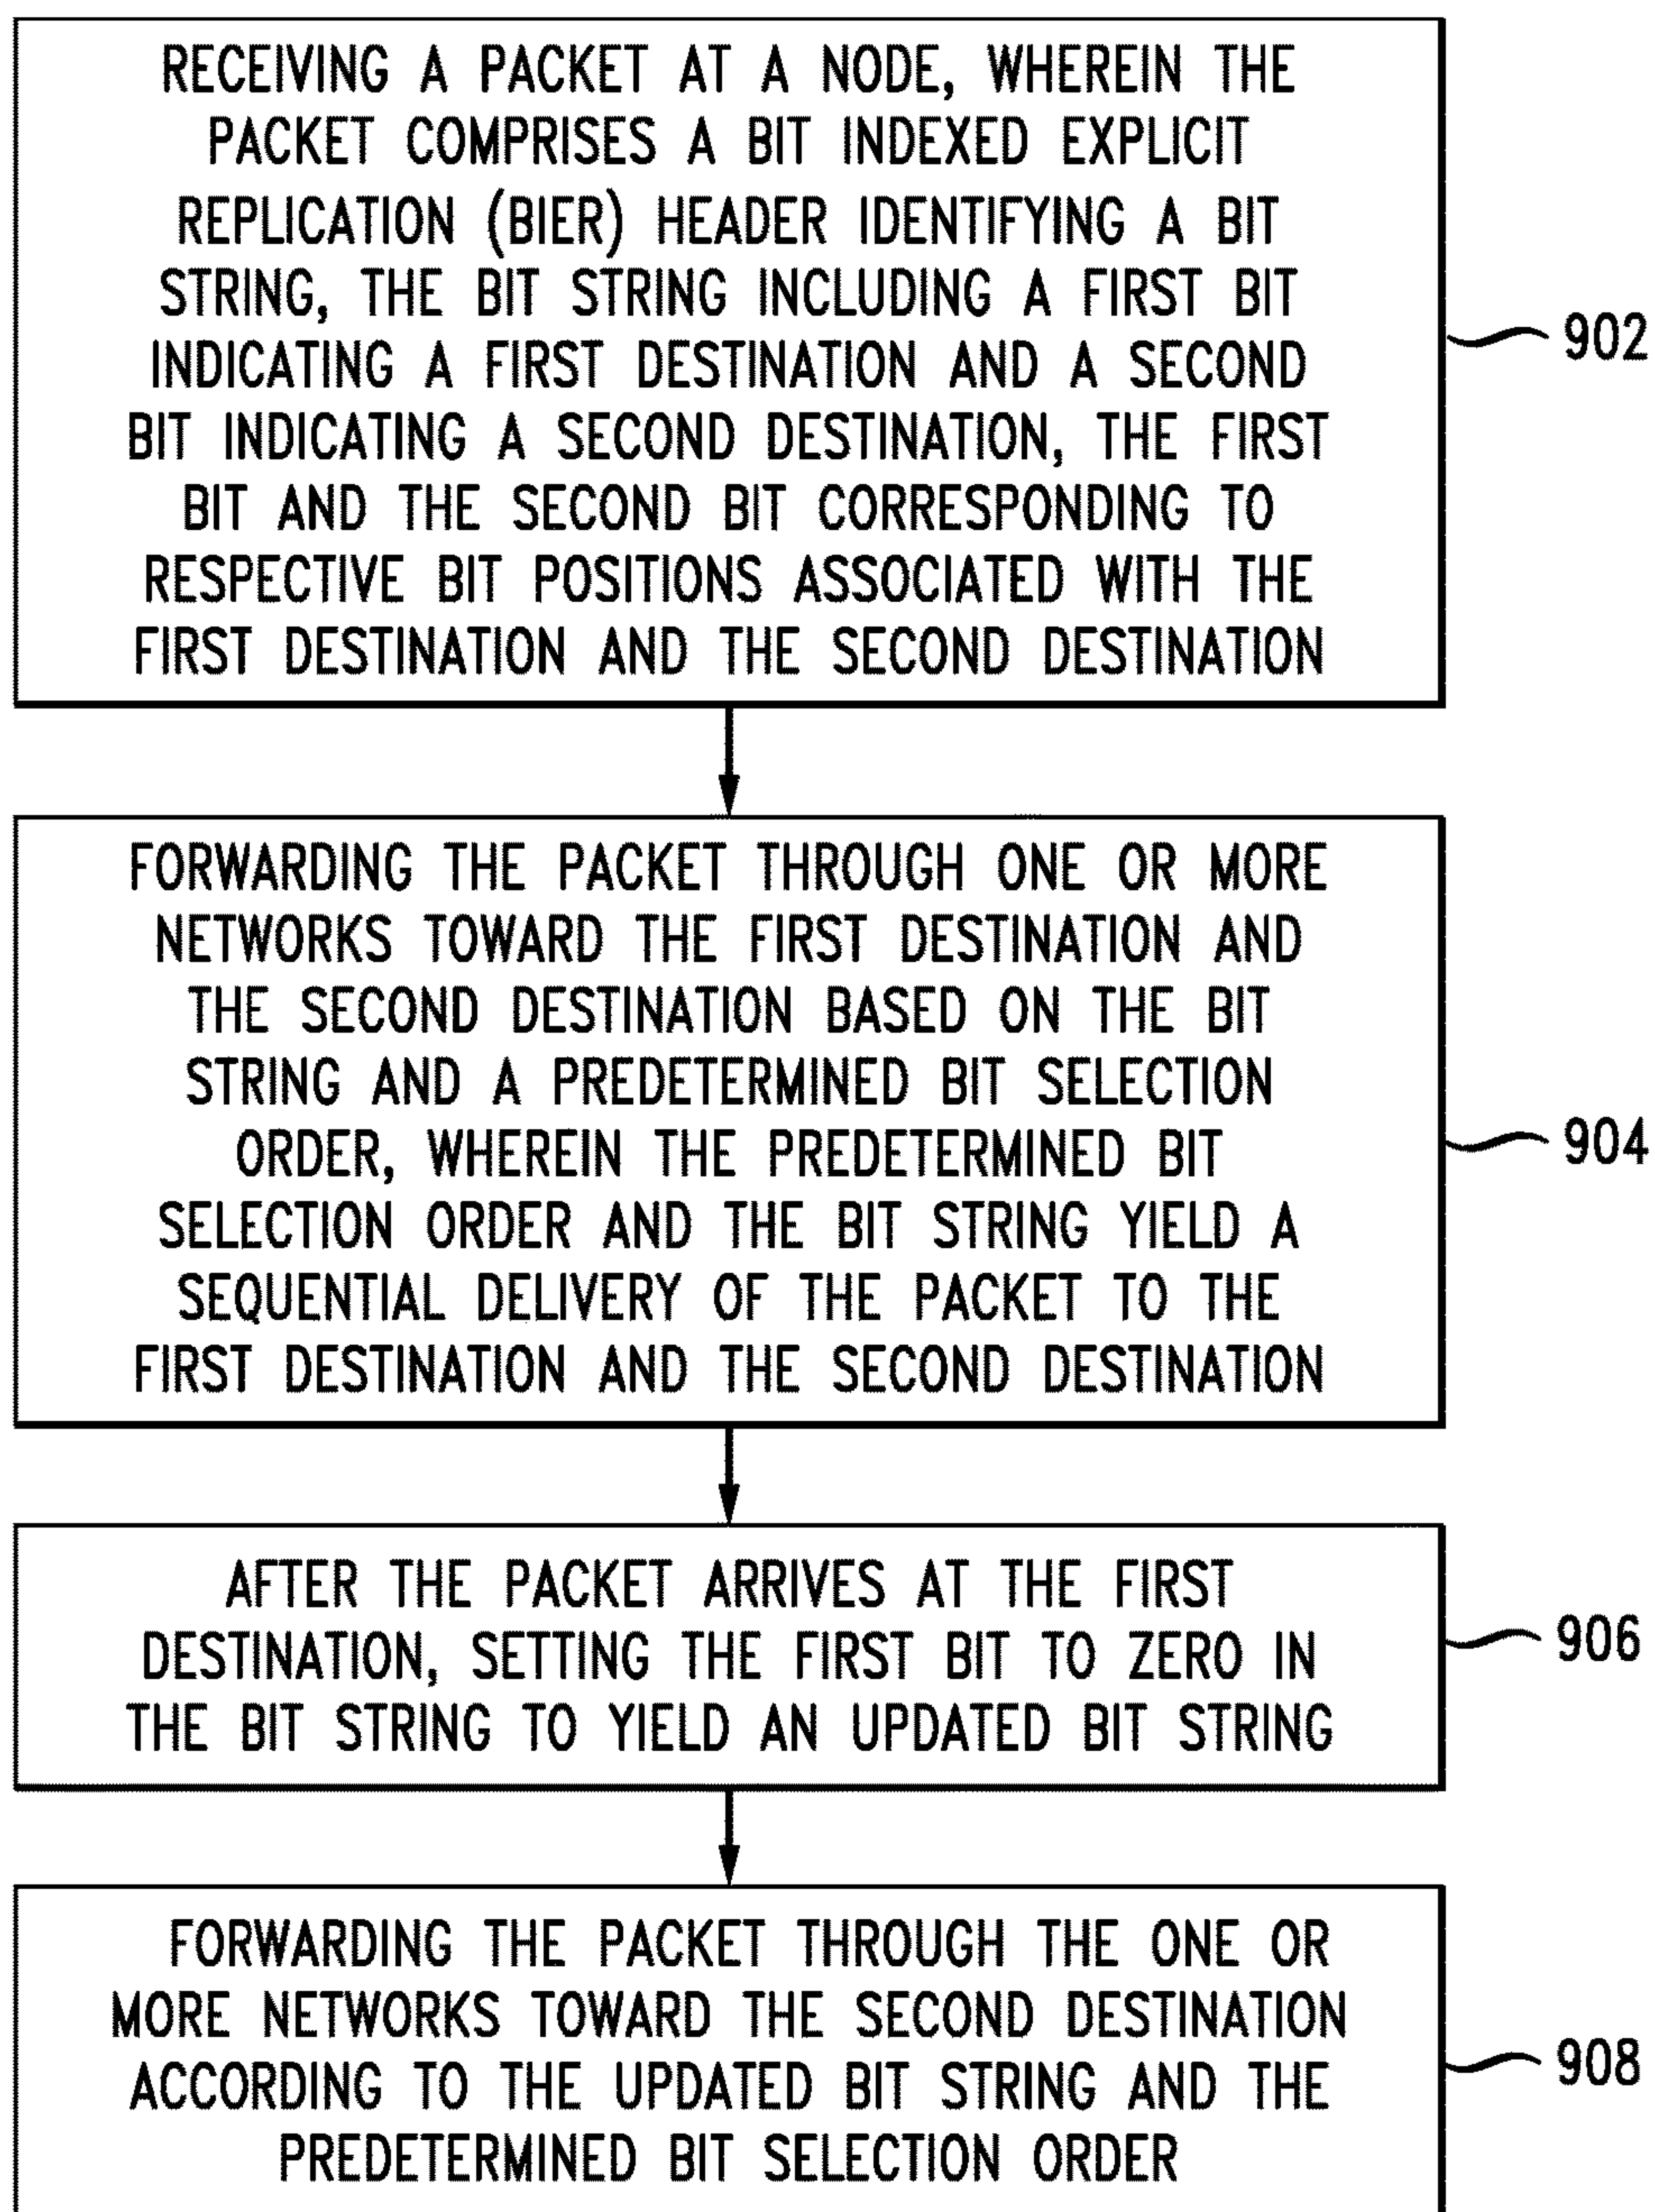 RECEIVING A PACKET AT A NODE, WHEREIN THE
PACKET COMPRISES A BIT INDEXED EXPLICIT
REPLICATION (BIER) HEADER IDENTIFYING A BIT
STRING, THE BIT STRING INCLUDING A FIRST BIT
INDICATING A FIRST DESTINATION AND A SECOND
BIT INDICATING A SECOND DESTINATION, THE FIRST
BIT AND THE SECOND BIT CORRESPONDING TO
RESPECTIVE BIT POSITIONS ASSOCIATED WITH THE
FIRST DESTINATION AND THE SECOND DESTINATION
902
FORWARDING THE PACKET THROUGH ONE OR MORE
NETWORKS TOWARD THE FIRST DESTINATION AND
THE SECOND DESTINATION BASED ON THE BIT
STRING AND A PREDETERMINED BIT SELECTION
ORDER, WHEREIN THE PREDETERMINED BIT
SELECTION ORDER AND THE BIT STRING YIELD A
SEQUENTIAL DELIVERY OF THE PACKET TO THE
FIRST DESTINATION AND THE SECOND DESTINATION
904
AFTER THE PACKET ARRIVES AT THE FIRST
DESTINATION, SETTING THE FIRST BIT TO ZERO IN
THE BIT STRING TO YIELD AN UPDATED BIT STRING
906
FORWARDING THE PACKET THROUGH THE ONE OR
MORE NETWORKS TOWARD THE SECOND DESTINATION
ACCORDING TO THE UPDATED BIT STRING AND THE
PREDETERMINED BIT SELECTION ORDER
908